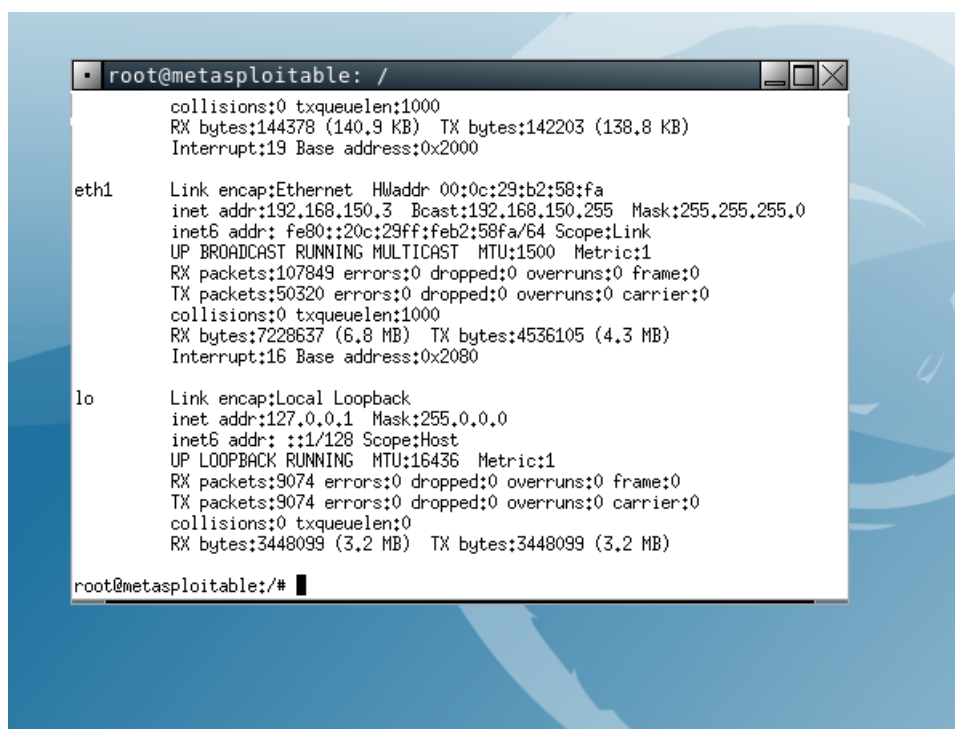 root@metasploitable: /
collisions:0 txqueuelen:1000
RX bytes:144378 (140.9 KB)  TX bytes:142203 (138.8 KB)
Interrupt:19 Base address:0x2000
eth1      Link encap:Ethernet  HWaddr 00:0c:29:b2:58:fa
inet addr:192.168.150.3  Bcast:192.168.150.255  Mask:255.255.255.0
inet6 addr: fe80::20c:29ff:feb2:58fa/64 Scope:Link
UP BROADCAST RUNNING MULTICAST  MTU:1500  Metric:1
RX packets:107849 errors:0 dropped:0 overruns:0 frame:0
TX packets:50320 errors:0 dropped:0 overruns:0 carrier:0
collisions:0 txqueuelen:1000
RX bytes:7228637 (6.8 MB)  TX bytes:4536105 (4.3 MB)
Interrupt:16 Base address:0x2080
lo        Link encap:Local Loopback
inet addr:127.0.0.1  Mask:255.0.0.0
inet6 addr: ::1/128 Scope:Host
UP LOOPBACK RUNNING  MTU:16436  Metric:1
RX packets:9074 errors:0 dropped:0 overruns:0 frame:0
TX packets:9074 errors:0 dropped:0 overruns:0 carrier:0
collisions:0 txqueuelen:0
RX bytes:3448099 (3.2 MB)  TX bytes:3448099 (3.2 MB)
root@metasploitable:/#